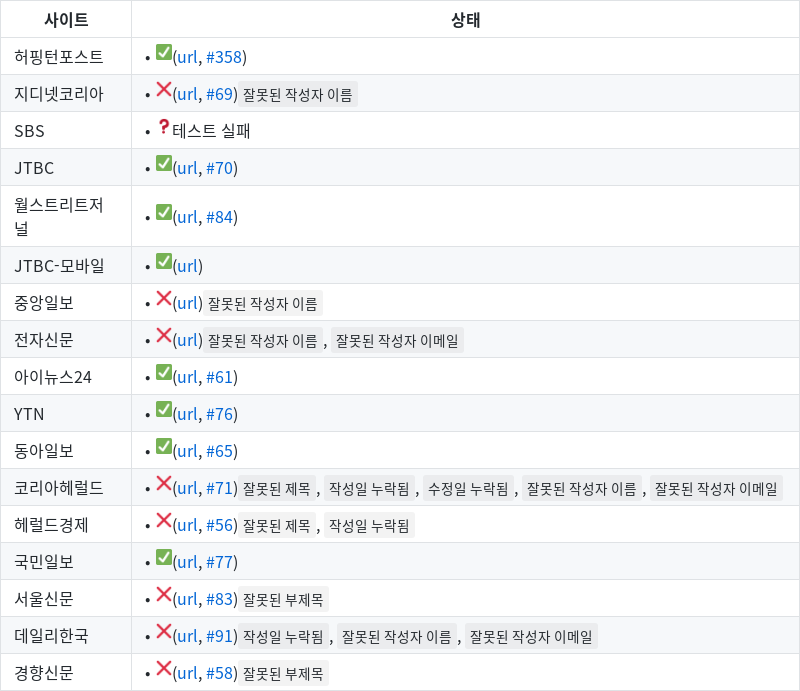 사이트 상태
허핑턴포스트 • ✅(url, #358)
지디넷코리아 • ❌(url, #69) 잘못된 작성자 이름
SBS • ❓테스트 실패
JTBC • ✅(url, #70)
월스트리트저
널 • ✅(url, #84)
JTBC-모바일 • ✅(url)
중앙일보 • ❌(url) 잘못된 작성자 이름
전자신문 • ❌(url) 잘못된 작성자 이름 , 잘못된 작성자 이메일
아이뉴스24 • ✅(url, #61)
YTN • ✅(url, #76)
동아일보 • ✅(url, #65)
코리아헤럴드 • ❌(url, #71) 잘못된 제목 , 작성일 누락됨 , 수정일 누락됨 , 잘못된 작성자 이름 , 잘못된 작성자 이메일
헤럴드경제 • ❌(url, #56) 잘못된 제목 , 작성일 누락됨
국민일보 • ✅(url, #77)
서울신문 • ❌(url, #83) 잘못된 부제목
데일리한국 • ❌(url, #91) 작성일 누락됨 , 잘못된 작성자 이름 , 잘못된 작성자 이메일
경향신문 • ❌(url, #58) 잘못된 부제목